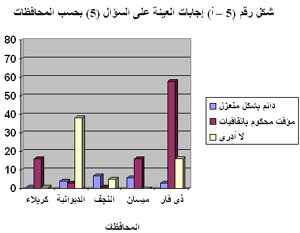 شكل رقم (5 – أ) إجابات العينة على السؤال (5) بحسب المحافظات
80
70
60
50
40
30
20
10
0
كربلاء
الديوانية
النجف
ميسان
ذي قار
المحافظات
دائم بشكل منعزل
مؤقت محكوم باتفاقيات
لا أدري